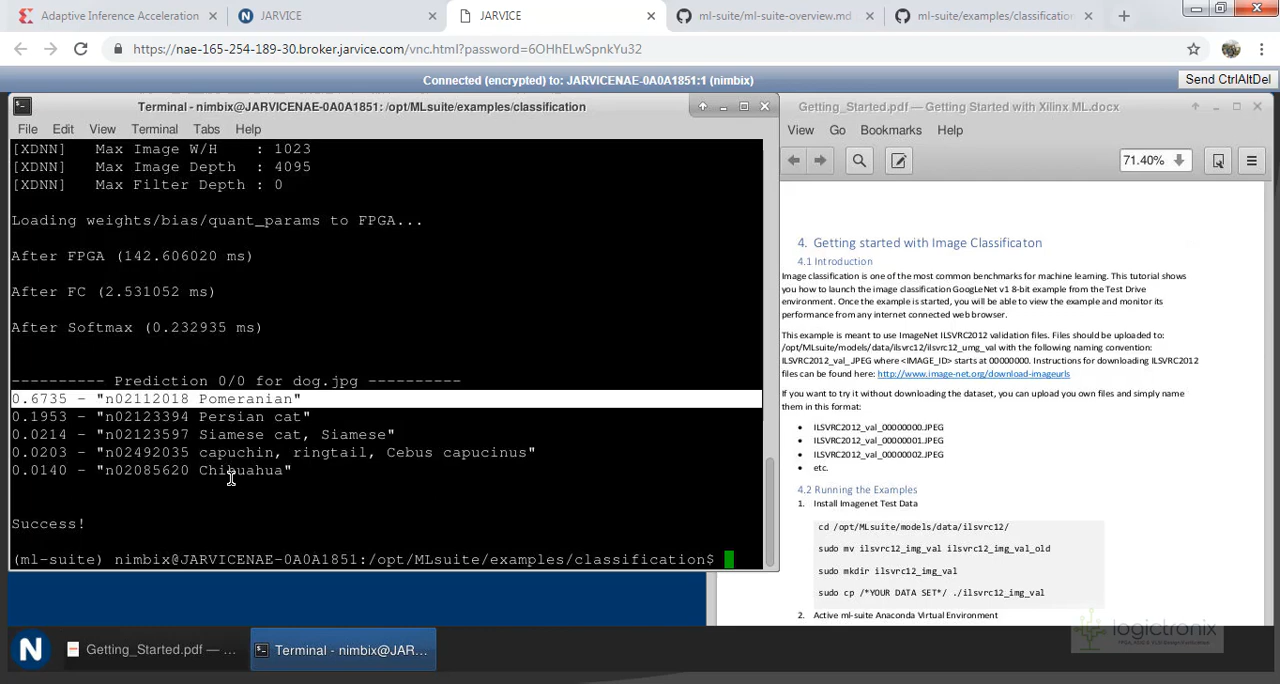 Adaptive Inference Acceleration
JARVICE
JARVICE
ml-suite/ml-suite-overview.md
ml-suite/examples/classification
https://nae-165-254-189-30.broker.jarvice.com/vnc.html?password=6OHhELwSpnkYu32
Connected (encrypted) to: JARVICENAE-0A0A1851:1 (nimbix)
Send CtrlAltDel
Terminal - nimbix@JARVICENAE-0A0A1851: /opt/MLsuite/examples/classification
File Edit View Terminal Tabs Help
[XDNN] Max Image W/H : 1023
[XDNN] Max Image Depth : 4095
[XDNN] Max Filter Depth : 0
Loading weights/bias/quant_params to FPGA...
After FPGA (142.606020 ms)
After FC (2.531052 ms)
After Softmax (0.232935 ms)
---------- Prediction 0/0 for dog.jpg ----------
0.6735 - "n02112018 Pomeranian"
0.1953 - "n02123394 Persian cat"
0.0214 - "n02123597 Siamese cat, Siamese"
0.0203 - "n02492035 capuchin, ringtail, Cebus capucinus"
0.0140 - "n02085620 Chihuahua"
Success!
(ml-suite) nimbix@JARVICENAE-0A0A1851:/opt/MLsuite/examples/classification$
Getting_Started.pdf — Getting Started with Xilinx ML.docx
View Go Bookmarks Help
71.40%
4. Getting started with Image Classificaton
4.1 Introduction
Image classification is one of the most common benchmarks for machine learning. This tutorial shows
you how to launch the image classification GoogLeNet v1 8-bit example from the Test Drive
environment. Once the example is started, you will be able to view the example and monitor its
performance from any internet connected web browser.
This example is meant to use ImageNet ILSVRC2012 validation files. Files should be uploaded to:
/opt/MLsuite/models/data/ilsvrc12/ilsvrc12_umg_val with the following naming convention:
ILSVRC2012_val_JPEG where <IMAGE_ID> starts at 00000000. Instructions for downloading ILSVRC2012
files can be found here: http://www.image-net.org/download-imageurls
If you want to try it without downloading the dataset, you can upload you own files and simply name
them in this format:
• ILSVRC2012_val_00000000.JPEG
• ILSVRC2012_val_00000001.JPEG
• ILSVRC2012_val_00000002.JPEG
• etc.
4.2 Running the Examples
1. Install Imagenet Test Data
cd /opt/MLsuite/models/data/ilsvrc12/
sudo mv ilsvrc12_img_val ilsvrc12_img_val_old
sudo mkdir ilsvrc12_img_val
sudo cp /*YOUR DATA SET*/ ./ilsvrc12_img_val
2. Active ml-suite Anaconda Virtual Environment
logictronix
N
Getting_Started.pdf — ...
Terminal - nimbix@JAR...